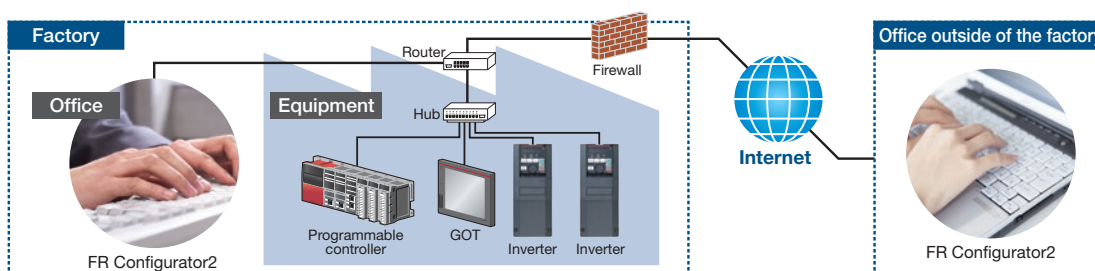 Factory
Office outside of the factory
Router
Firewall
Office
Equipment
Hub
Internet
Programmable
controller
GOT
Inverter
Inverter
FR Configurator2
FR Configurator2